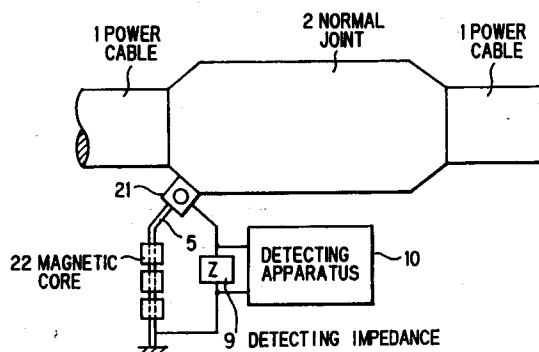 1 POWER
CABLE
2 NORMAL
JOINT
1 POWER
CABLE
21
5
22 MAGNETIC
CORE
Z
DETECTING
APPARATUS
10
9 DETECTING IMPEDANCE